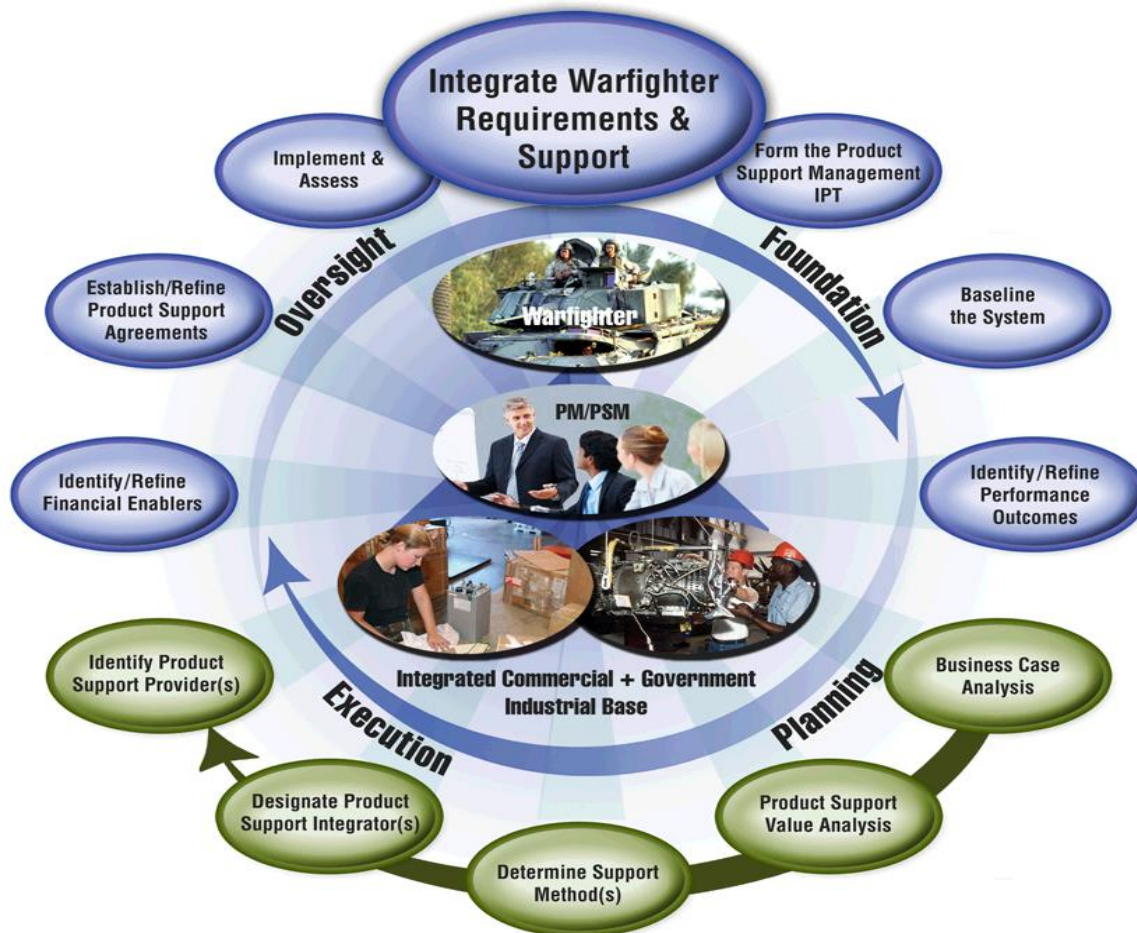 Integrate Warfighter
Requirements &
Support
Form the Product
Support Management
IPT
Baseline
the System
Identify/Refine
Performance
Outcomes
Business Case
Analysis
Product Support
Value Analysis
Determine Support
Method(s)
Designate Product
Support Integrator(s)
Identify Product
Support Provider(s)
Identify/Refine
Financial Enablers
Establish/Refine
Product Support
Agreements
Implement &
Assess
Foundation
Planning
Execution
Oversight
Warfighter
PM/PSM
Integrated Commercial + Government
Industrial Base